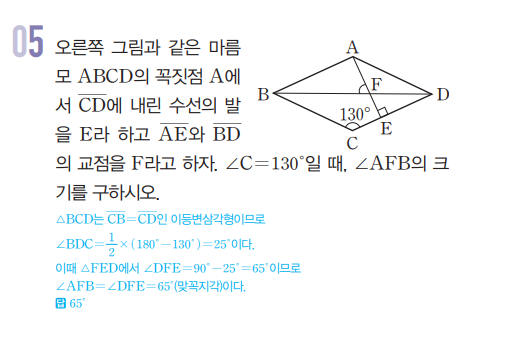 05 오른쪽 그림과 같은 마름
모 ABCD의 꼭짓점 A에
서 CD에 내린 수선의 발
을 E라 하고 AE와 BD
의 교점을 F라고 하자. ∠C=130°일 때, ∠AFB의 크
기를 구하시오.
A
B
F
D
130°
E
C
△BCD는 CB=CD인 이등변삼각형이므로
∠BDC=1/2×(180°-130°)=25°이다.
이때 △FED에서 ∠DFE=90°-25°=65°이므로
∠AFB=∠DFE=65°(맞꼭지각)이다.
답 65°